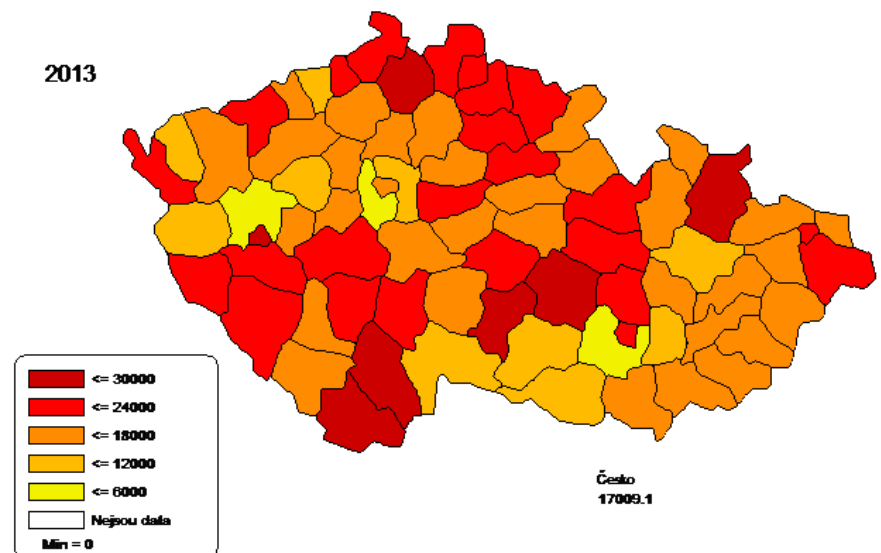 2013
<= 30000
<= 24000
<= 18000
<= 12000
<= 6000
Nejsou data
Min = 0
Česko
17009.1